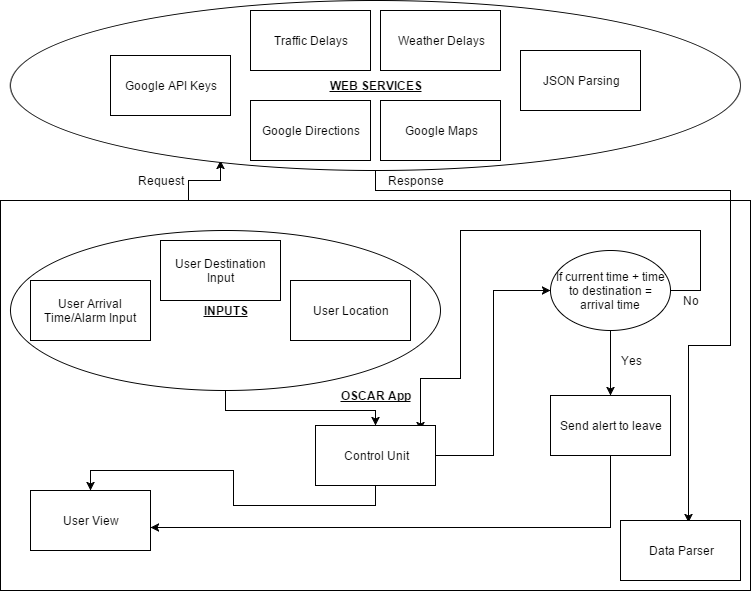 Traffic Delays
Weather Delays
Google API Keys
WEB SERVICES
JSON Parsing
Google Directions
Google Maps
Request
Response
User Destination
Input
User Arrival
Time/Alarm Input
INPUTS
User Location
If current time + time
to destination =
arrival time
No
Yes
OSCAR App
Send alert to leave
Control Unit
User View
Data Parser